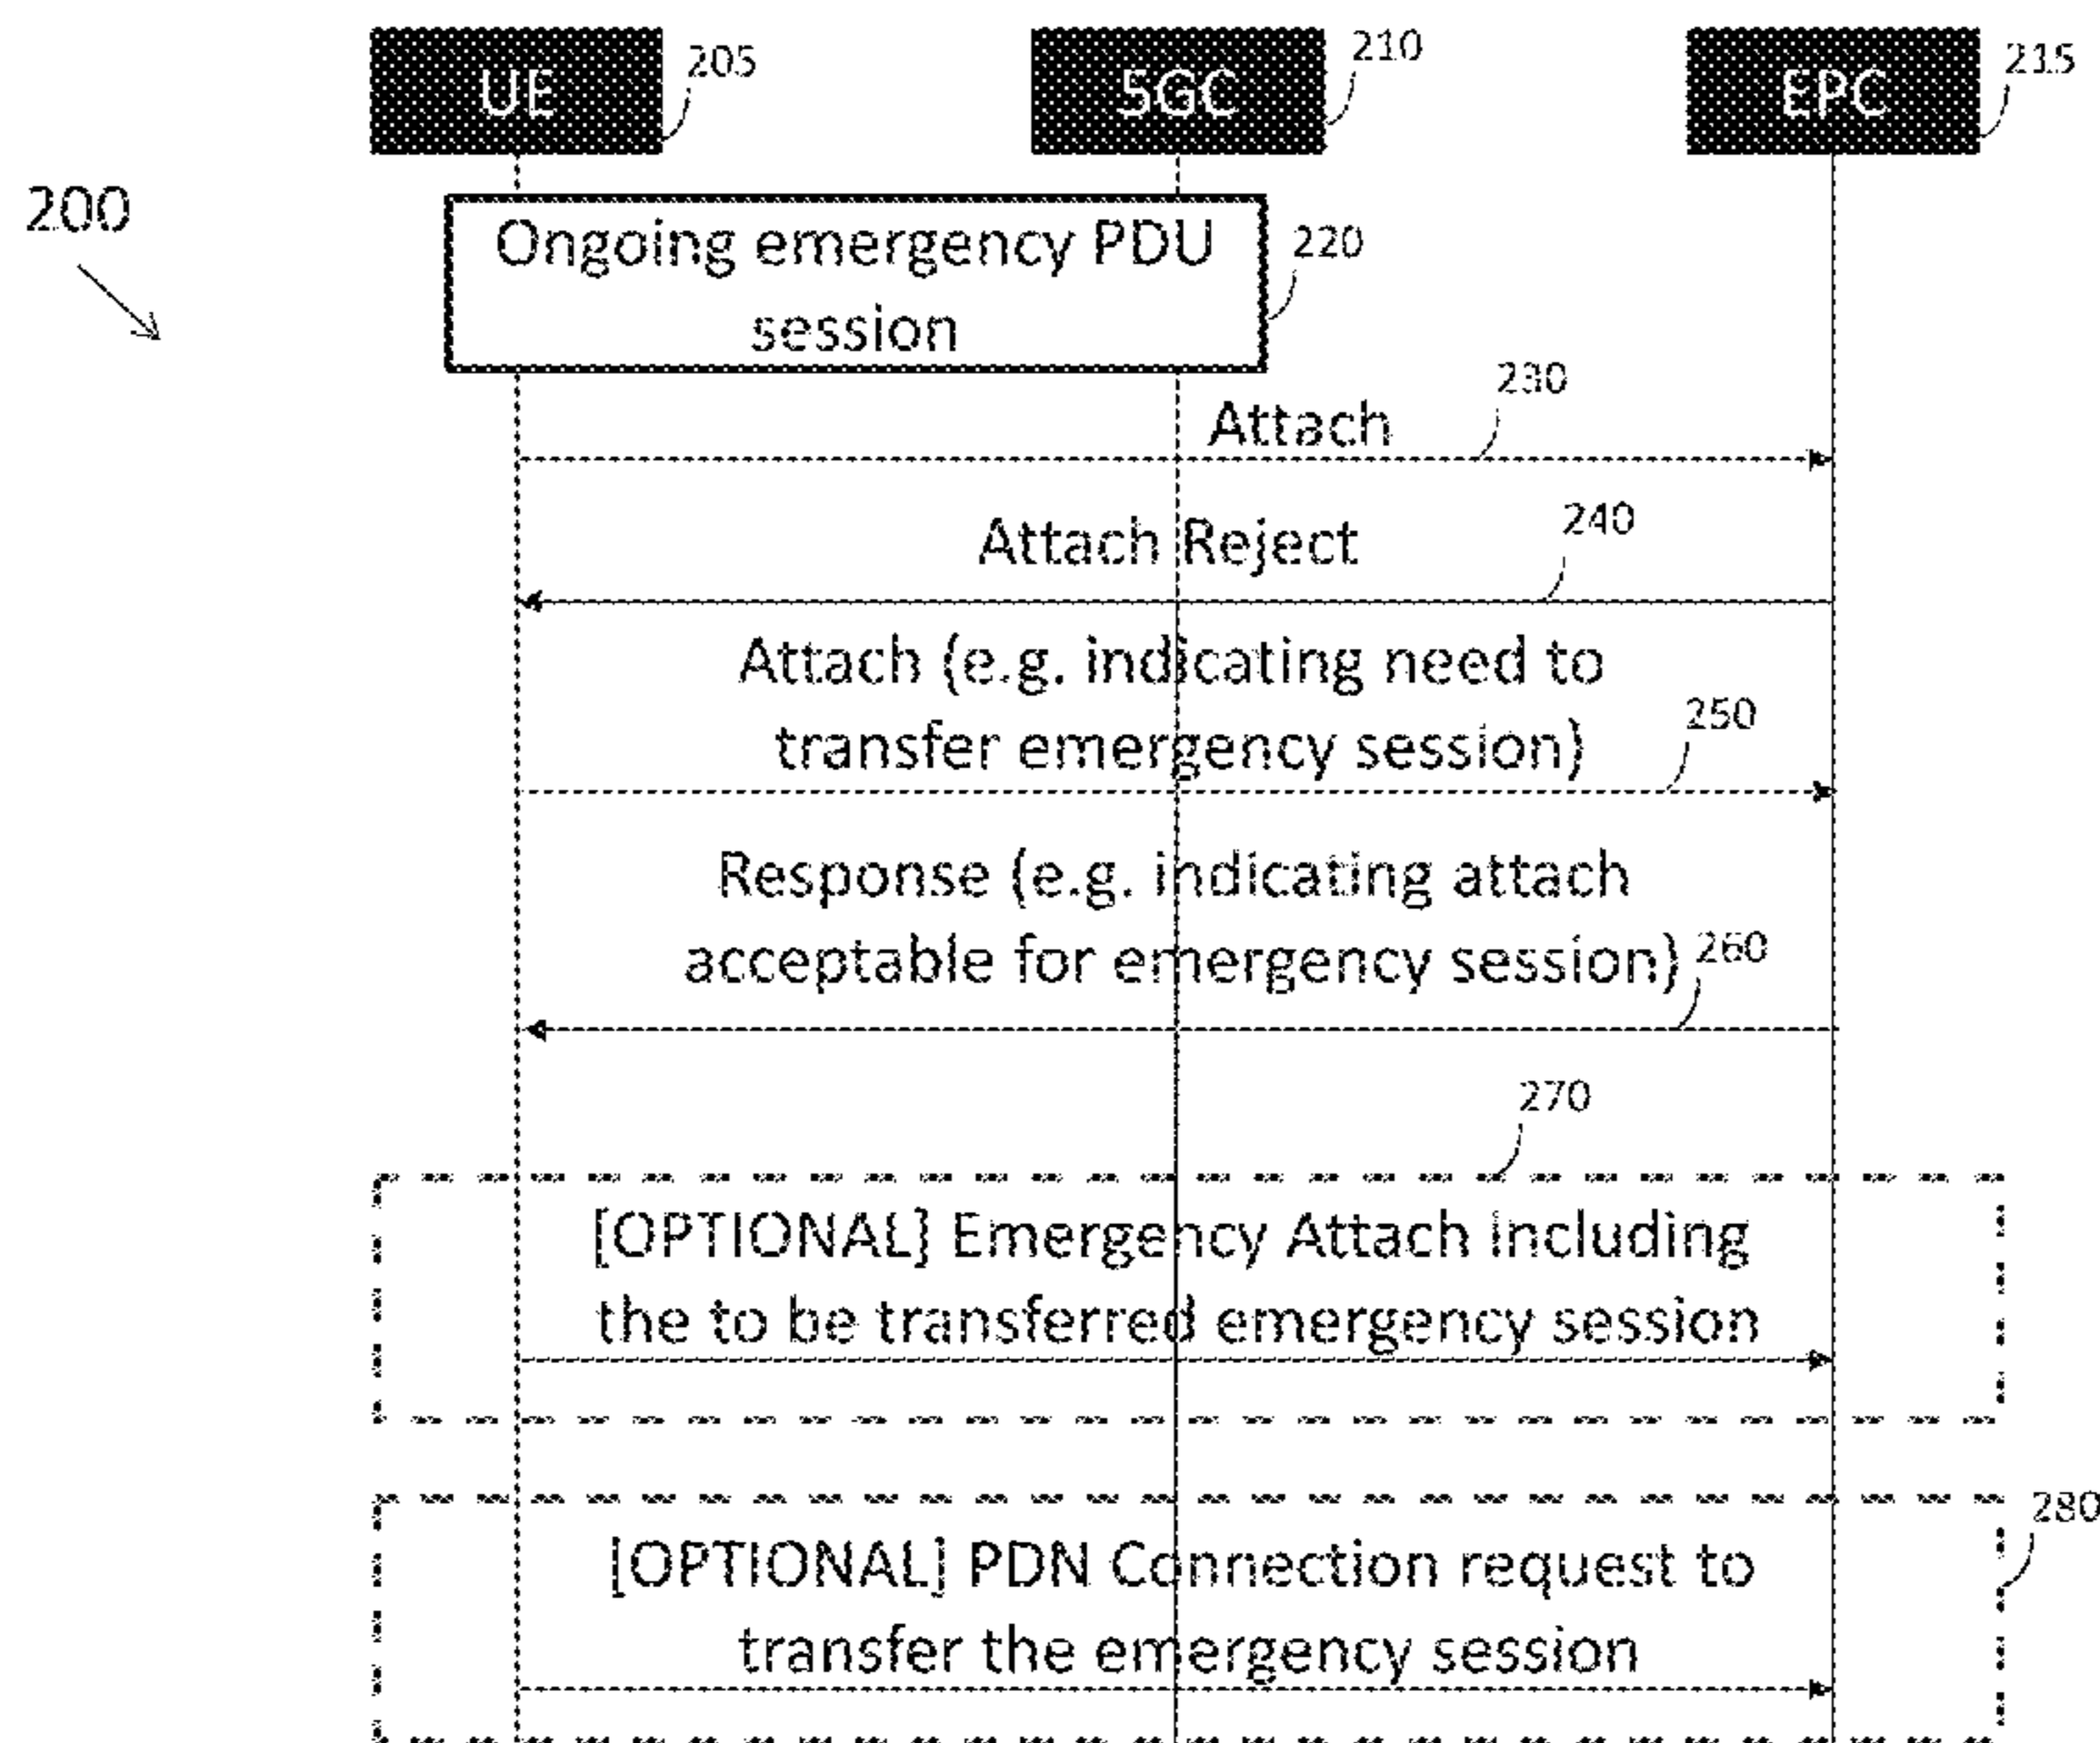 UE 205 5GC 210 EPC 215
200
Ongoing emergency PDU 220
session
230
Attach
240
Attach Reject
Attach (e.g. indicating need to
250
transfer emergency session)
Response (e.g. indicating attach
acceptable for emergency session) 260
270
[OPTIONAL] Emergency Attach including
the to be transferred emergency session
280
[OPTIONAL] PDN Connection request to
transfer the emergency session